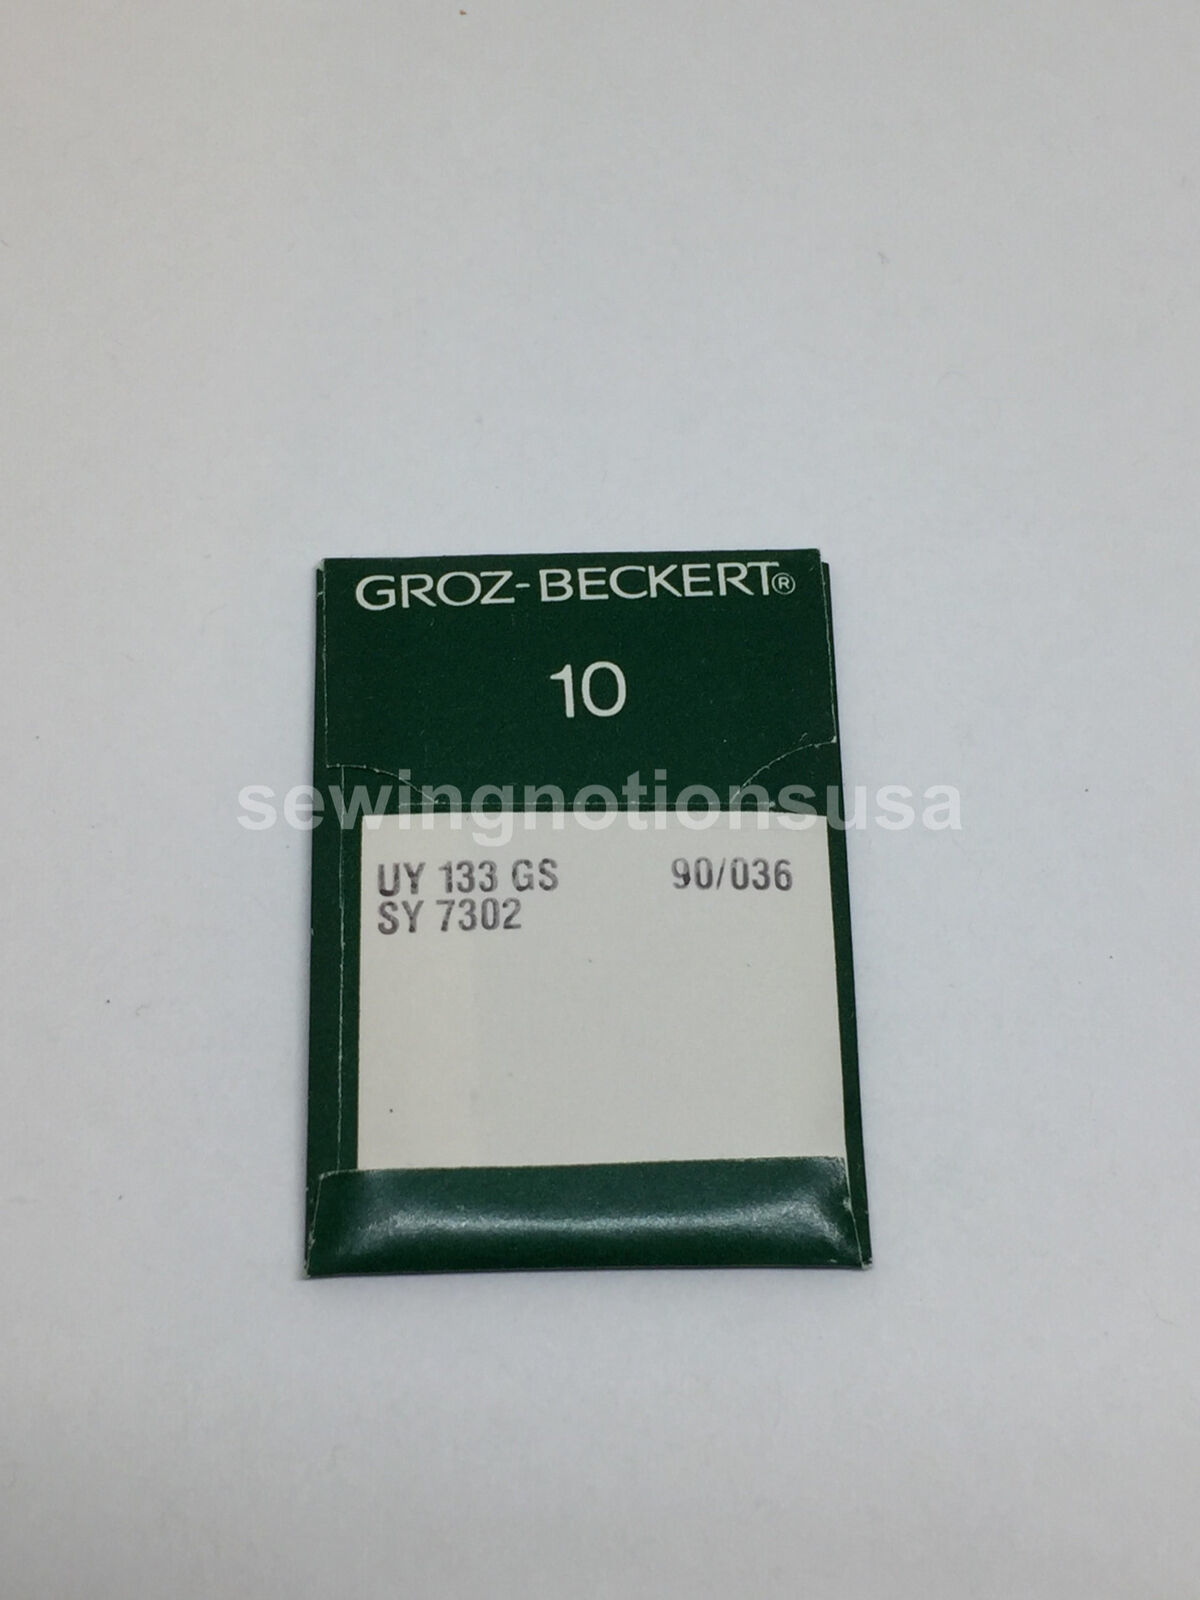 GROZ-BECKERT®
10
sewingnotionsusa
UY 133 GS 90/036
SY 7302